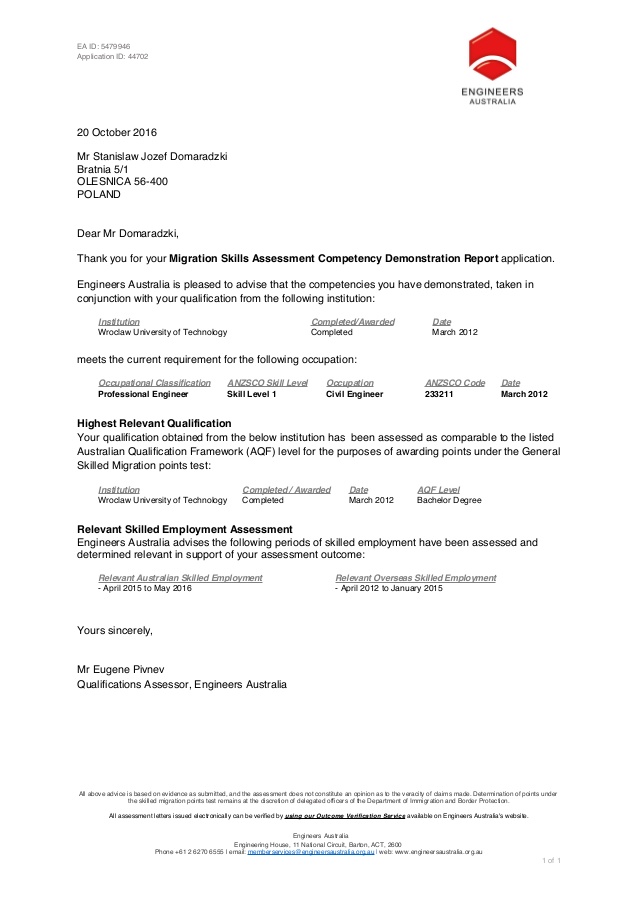 EA ID: 5479946
Application ID: 44702
ENGINEERS
AUSTRALIA
20 October 2016
Mr Stanislaw Jozef Domaradzki
Bratnia 5/1
OLESNICA 56-400
POLAND
Dear Mr Domaradzki,
Thank you for your Migration Skills Assessment Competency Demonstration Report application.
Engineers Australia is pleased to advise that the competencies you have demonstrated, taken in
conjunction with your qualification from the following institution:
Institution Completed/Awarded Date
Wroclaw University of Technology Completed March 2012
meets the current requirement for the following occupation:
Occupational Classification ANZSCO Skill Level Occupation ANZSCO Code Date
Professional Engineer Skill Level 1 Civil Engineer 233211 March 2012
Highest Relevant Qualification
Your qualification obtained from the below institution has been assessed as comparable to the listed
Australian Qualification Framework (AQF) level for the purposes of awarding points under the General
Skilled Migration points test:
Institution Completed / Awarded Date AQF Level
Wroclaw University of Technology Completed March 2012 Bachelor Degree
Relevant Skilled Employment Assessment
Engineers Australia advises the following periods of skilled employment have been assessed and
determined relevant in support of your assessment outcome:
Relevant Australian Skilled Employment Relevant Overseas Skilled Employment
- April 2015 to May 2016 - April 2012 to January 2015
Yours sincerely,
Mr Eugene Pivnev
Qualifications Assessor, Engineers Australia
All above advice is based on evidence as submitted, and the assessment does not constitute an opinion as to the veracity of claims made. Determination of points under
the skilled migration points test remains at the discretion of delegated officers of the Department of Immigration and Border Protection.
All assessment letters issued electronically can be verified by using our Outcome Verification Service available on Engineers Australia's website.
Engineers Australia
Engineering House, 11 National Circuit, Barton, ACT, 2600
Phone +61 2 6270 6555 | email: memberservices@engineersaustralia.org.au | web: www.engineersaustralia.org.au
1 of 1